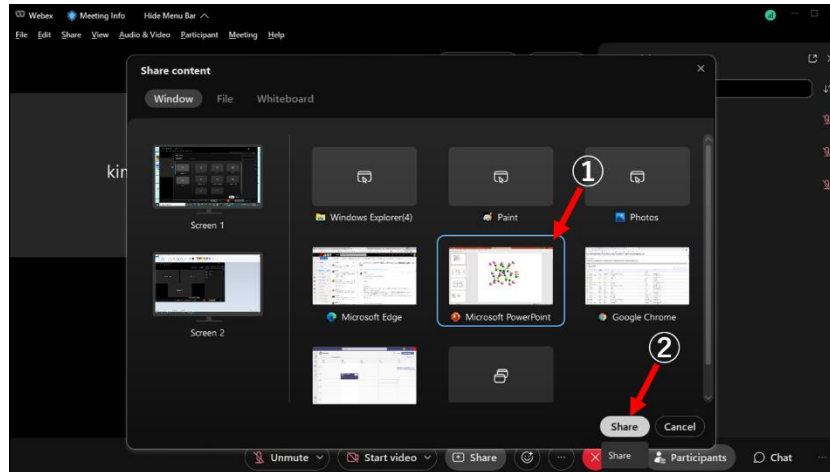 Webex Meeting Info Hide Menu Bar
File Edit Share View Audio & Video Participant Meeting Help
Share content
Window File Whiteboard
kin
①
Screen 1
Windows Explorer(4) Paint Photos
Microsoft Edge Microsoft PowerPoint Google Chrome
Screen 2
②
Share Cancel
Share
Unmute Start video Share Participants Chat